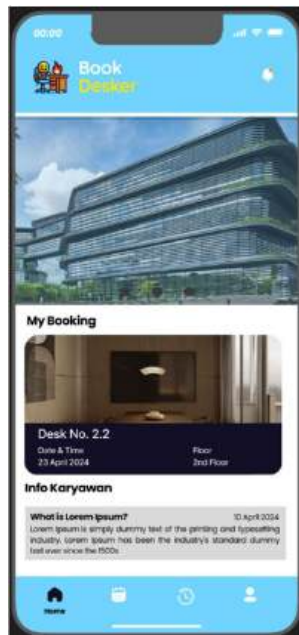 00:00
Book
Desker
My Booking
Desk No. 2.2
Date & Time
Floor
23 April 2024
2nd Floor
Info Karyawan
What is Lorem Ipsum?
10 April 2024
Lorem Ipsum is simply dummy text of the printing and typesetting
industry. Lorem Ipsum has been the industry's standard dummy
text ever since the 1500s
Home